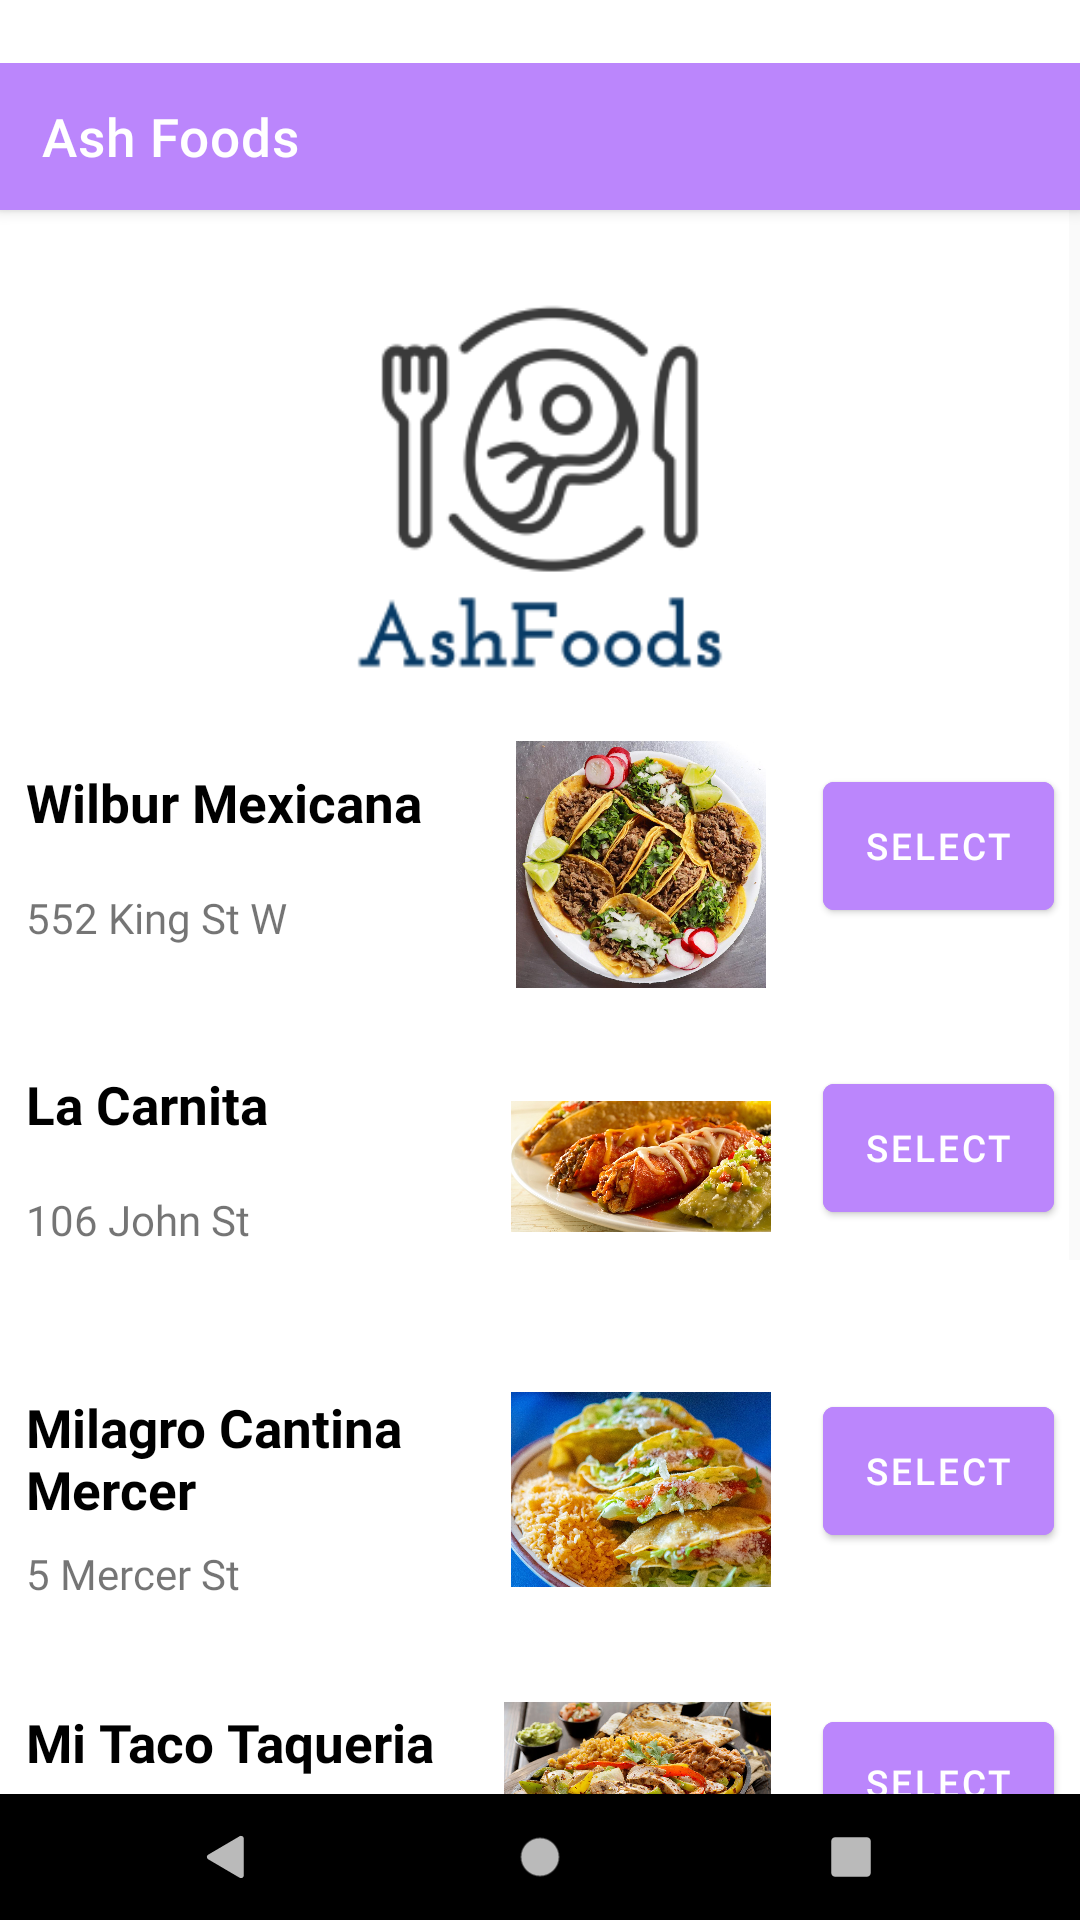 Ash Foods
AshFoods
Wilbur Mexicana
552 King St W
SELECT
La Carnita
106 John St
SELECT
Milagro Cantina
Mercer
5 Mercer St
SELECT
Mi Taco Taqueria
SELECT